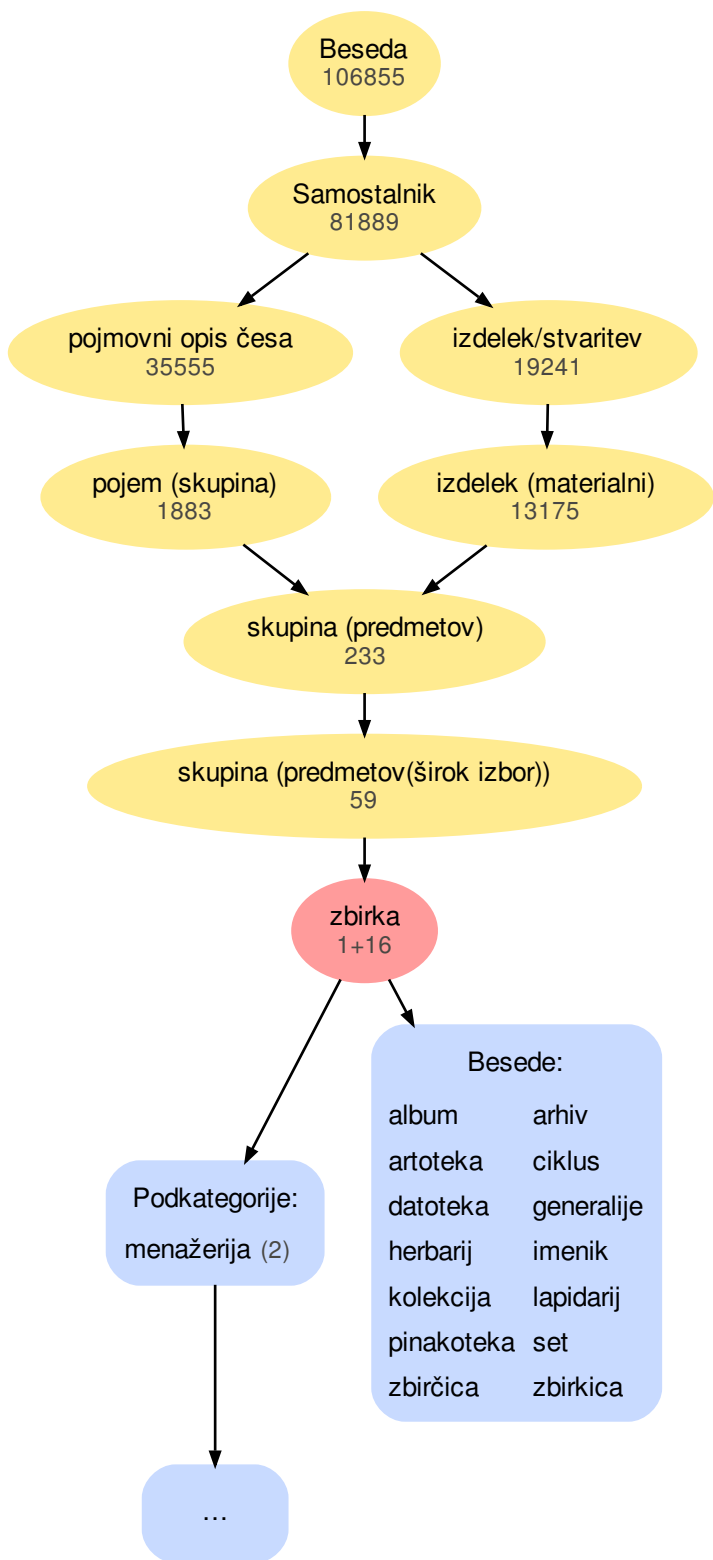 Beseda
106855
Samostalnik
81889
pojmovni opis česa
35555
izdelek/stvaritev
19241
pojem (skupina)
1883
izdelek (materialni)
13175
skupina (predmetov)
233
skupina (predmetov(širok izbor))
59
zbirka
1+16
Besede:
album arhiv
artoteka ciklus
datoteka generalije
herbarij imenik
kolekcija lapidarij
pinakoteka set
zbirčica zbirkica
Podkategorije:
menažerija (2)
...